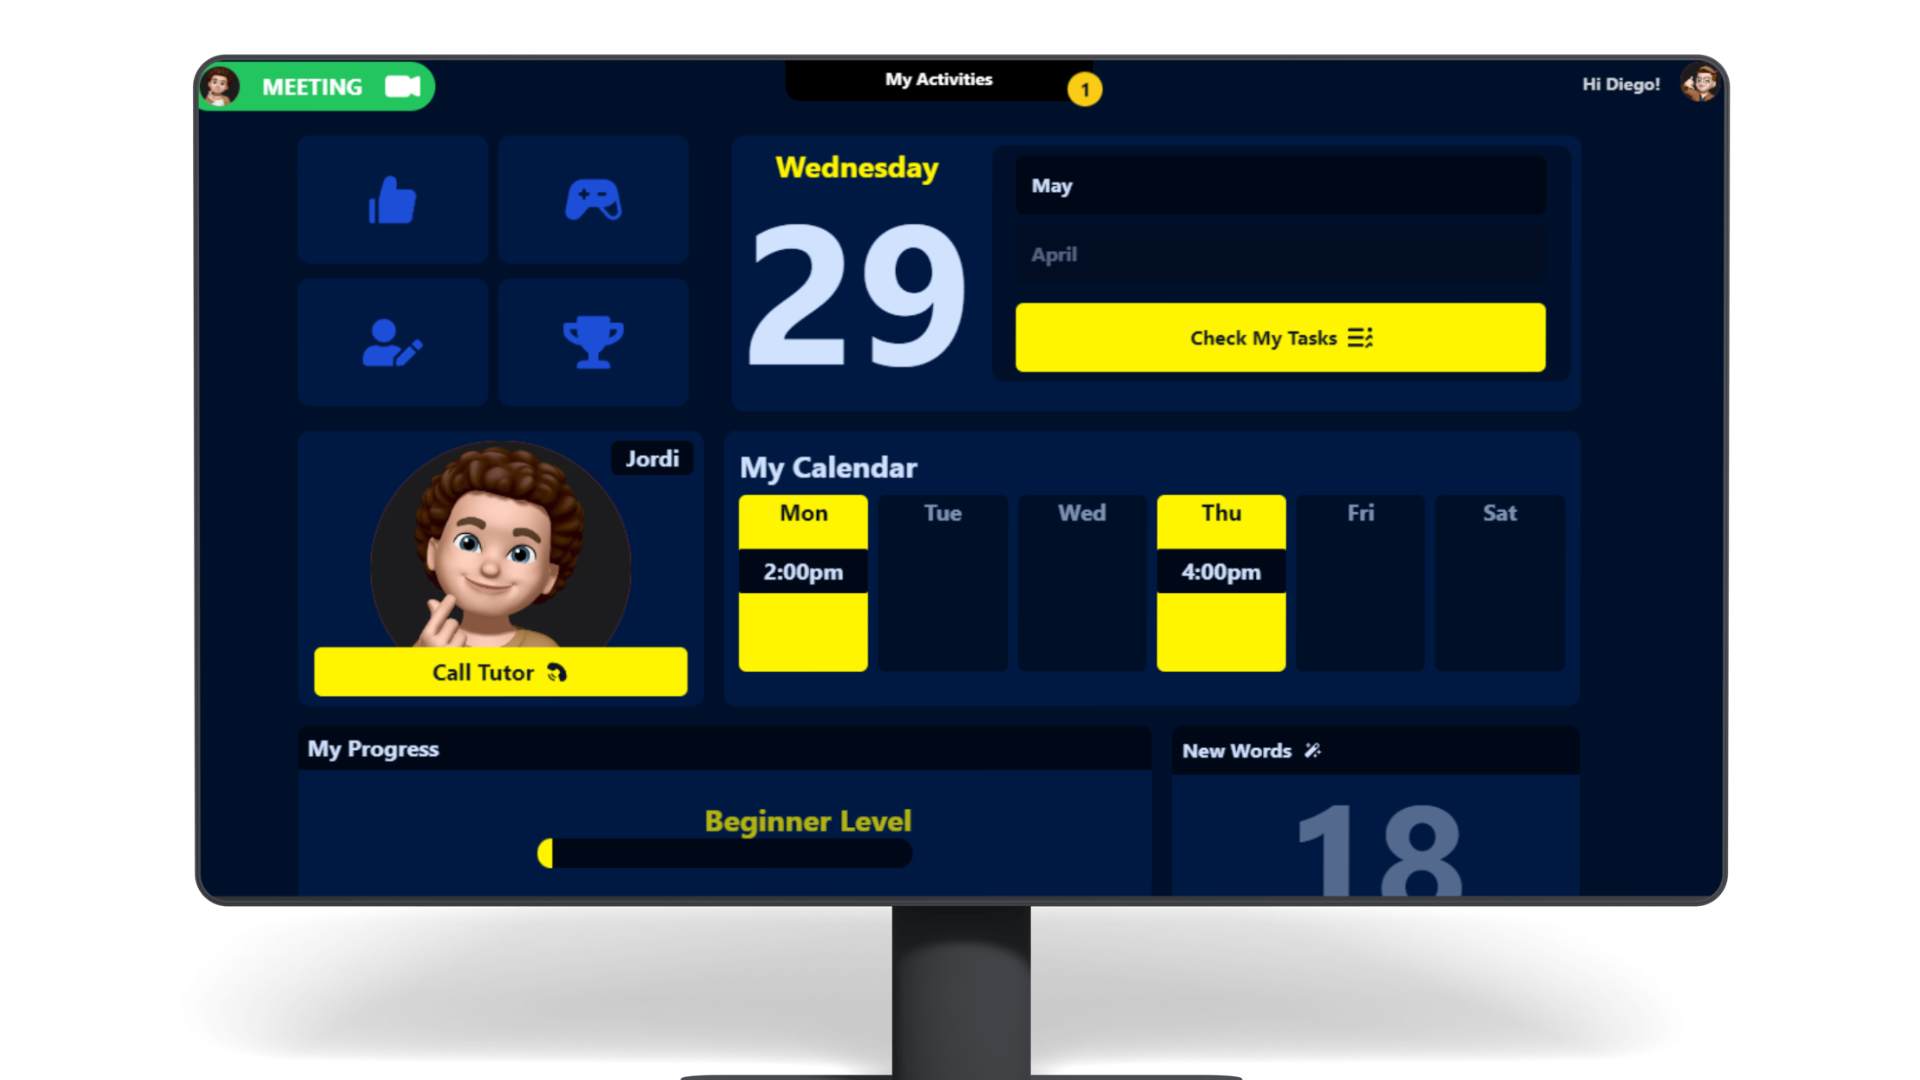 MEETING
My Activities
1
Hi Diego!
Wednesday
29
May
April
Check My Tasks
Jordi
Call Tutor
My Calendar
Mon
Tue
Wed
Thu
Fri
Sat
2:00pm
4:00pm
My Progress
Beginner Level
New Words
18